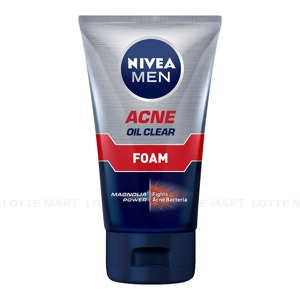 NIVEA
MEN
ACNE
OIL CLEAR
FOAM
MAGNOLIA
POWER
Fights
Acne Bacteria
LOTTE MART
LOTTE MART